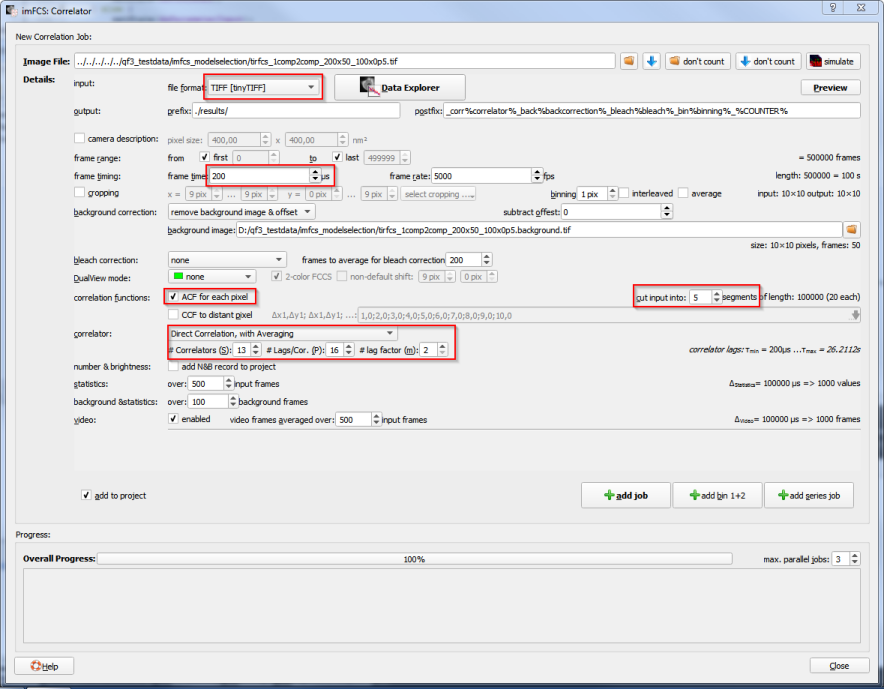 imFCS: Correlator
New Correlation Job:
Image File: ../../../../../qf3_testdata/imfcs_modelselection/tirfcs_1comp2comp_200x50_100x0p5.tif don't count don't count simulate
Details: input: file format: TIFF [tinyTIFF] Data Explorer Preview
output: prefix: ./results/ postfix: _corr%correlator%_back%backcorrection%_bleach%bleach%_bin%binning%_%COUNTER%
camera description: pixel size: 400,00 x 400,00 nm²
frame range: from first 0 to last 499999 = 500000 frames
frame timing: frame time: 200 µs frame rate: 5000 fps length: 500000 = 100 s
cropping x = 9 pix ... 9 pix y = 0 pix ... 9 pix select cropping ... binning 1 pix interleaved average input: 10×10 output: 10×10
background correction: remove background image & offset subtract offest: 0
background image: D:/qf3_testdata/imfcs_modelselection/tirfcs_1comp2comp_200x50_100x0p5.background.tif
size: 10×10 pixels, frames: 50
bleach correction: none frames to average for bleach correction 200
DualView mode: none 2-color FCCS non-default shift: 9 pix 0 pix
correlation functions: ACF for each pixel cut input into: 5 segments of length: 100000 (20 each)
CCF to distant pixel Δx1,Δy1; Δx1,Δy1; ...: 1,0;2,0;3,0;4,0;5,0;6,0;7,0;8,0;9,0;10,0
correlator: Direct Correlation, with Averaging
# Correlators (S): 13 # Lags/Cor. (P): 16 # lag factor (m): 2 correlator lags: τmin = 200µs ...τmax = 26.2112s
number & brightness: add N&B record to project
statistics: over: 500 input frames ΔStatistics= 100000 µs => 1000 values
background &statistics: over: 100 background frames
video: enabled video frames averaged over: 500 input frames ΔVideo= 100000 µs => 1000 frames
add to project add job add bin 1+2 add series job
Progress:
Overall Progress: 100% max. parallel jobs: 3
Help Close